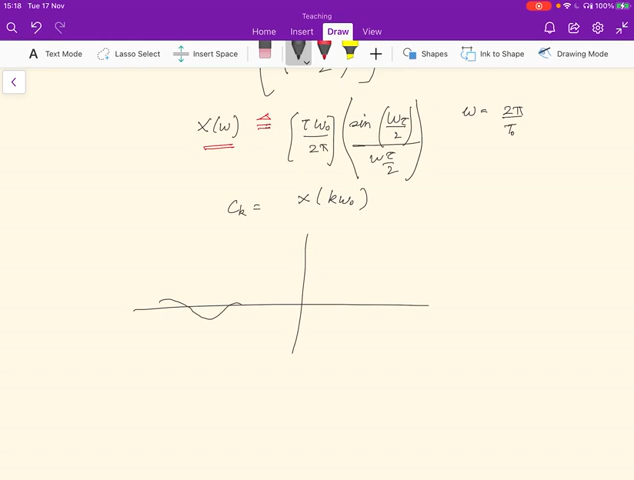 15:18 Tue 17 Nov
Teaching
100%
Home Insert Draw View
A Text Mode Lasso Select Insert Space Shapes Ink to Shape Drawing Mode
X(ω) ≜ [τω₀/2π] (sin(ωτ/2)/(ωτ/2)) ω = 2π/T₀
Cₖ = X(kω₀)